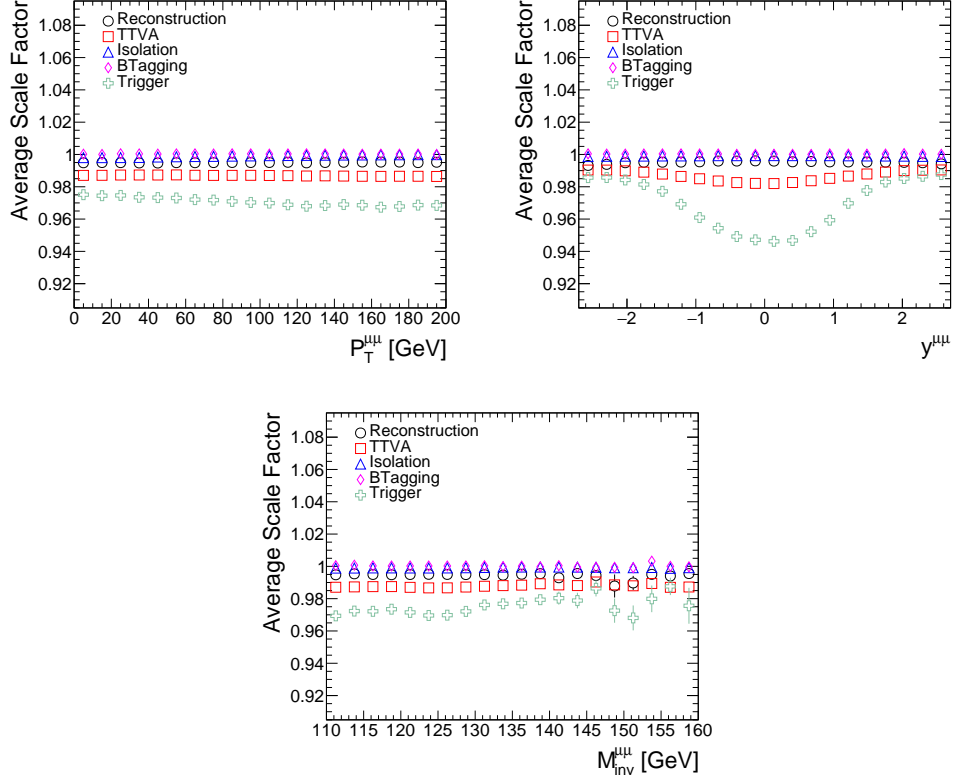 Average Scale Factor
1.08
1.06
1.04
1.02
1
0.98
0.96
0.94
0.92
Reconstruction
TTVA
Isolation
BTagging
Trigger
0 20 40 60 80 100 120 140 160 180 200
P_T^μμ [GeV]
Average Scale Factor
1.08
1.06
1.04
1.02
1
0.98
0.96
0.94
0.92
Reconstruction
TTVA
Isolation
BTagging
Trigger
−2 −1 0 1 2
y^μμ
Average Scale Factor
1.08
1.06
1.04
1.02
1
0.98
0.96
0.94
0.92
Reconstruction
TTVA
Isolation
BTagging
Trigger
110 115 120 125 130 135 140 145 150 155 160
M_inv^μμ [GeV]